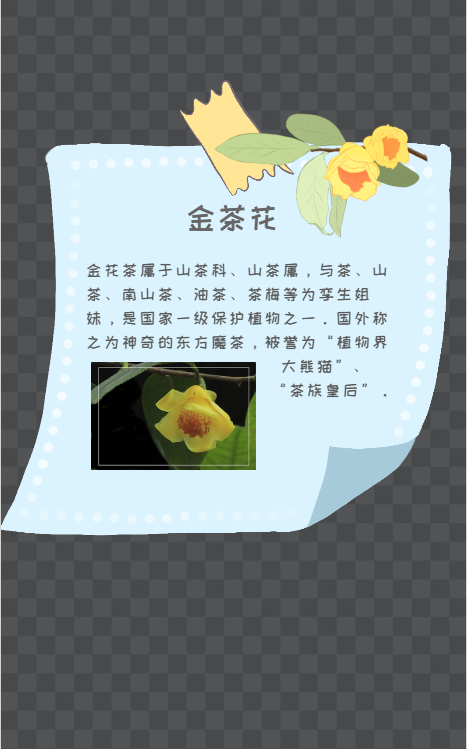 金茶花
金花茶属于山茶科、山茶属，与茶、山
茶、南山茶、油茶、茶梅等为孪生姐
妹，是国家一级保护植物之一．国外称
之为神奇的东方魔茶，被誉为“植物界
大熊猫”、
“茶族皇后”．